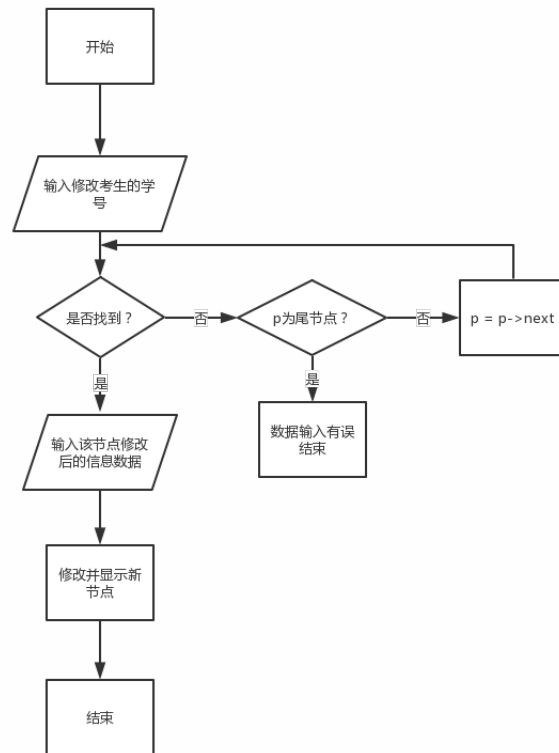 开始
输入修改考生的学
号
是否找到？
否
p为尾节点？
否
p = p->next
是
是
输入该节点修改
后的信息数据
数据输入有误
结束
修改并显示新
节点
结束